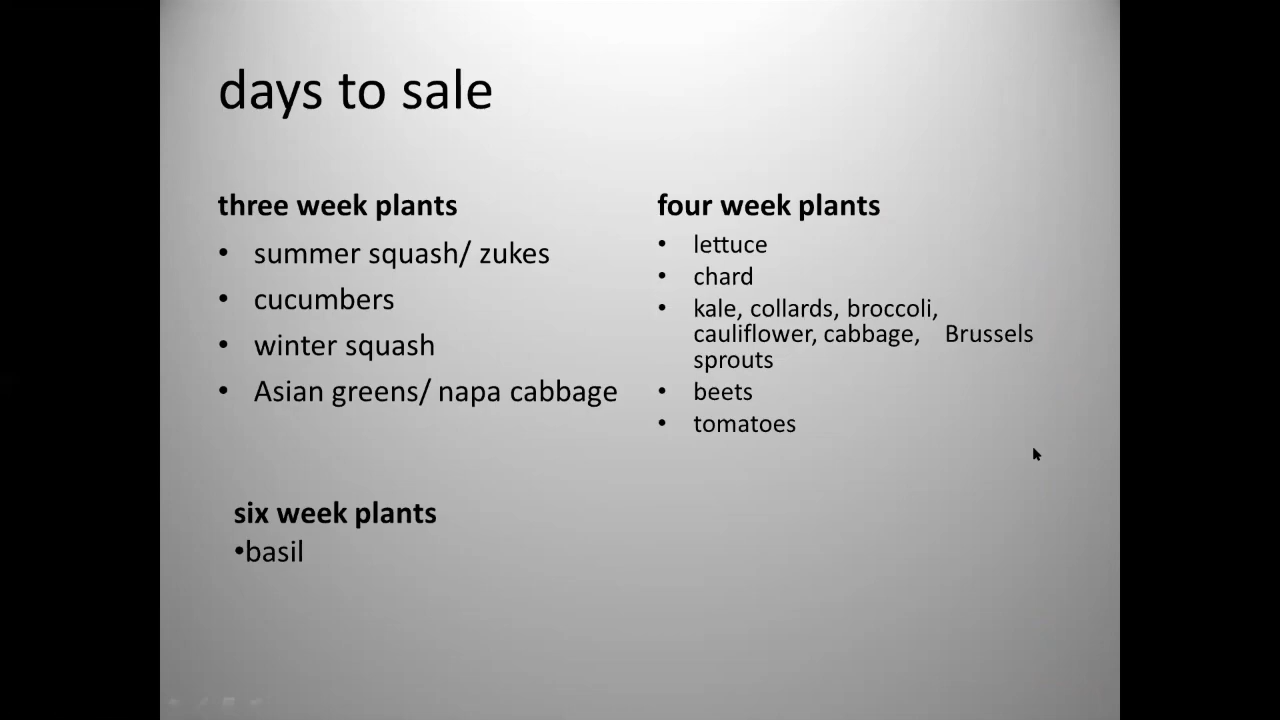 days to sale
three week plants
• summer squash/ zukes
• cucumbers
• winter squash
• Asian greens/ napa cabbage
four week plants
• lettuce
• chard
• kale, collards, broccoli,
cauliflower, cabbage, Brussels
sprouts
• beets
• tomatoes
six week plants
•basil